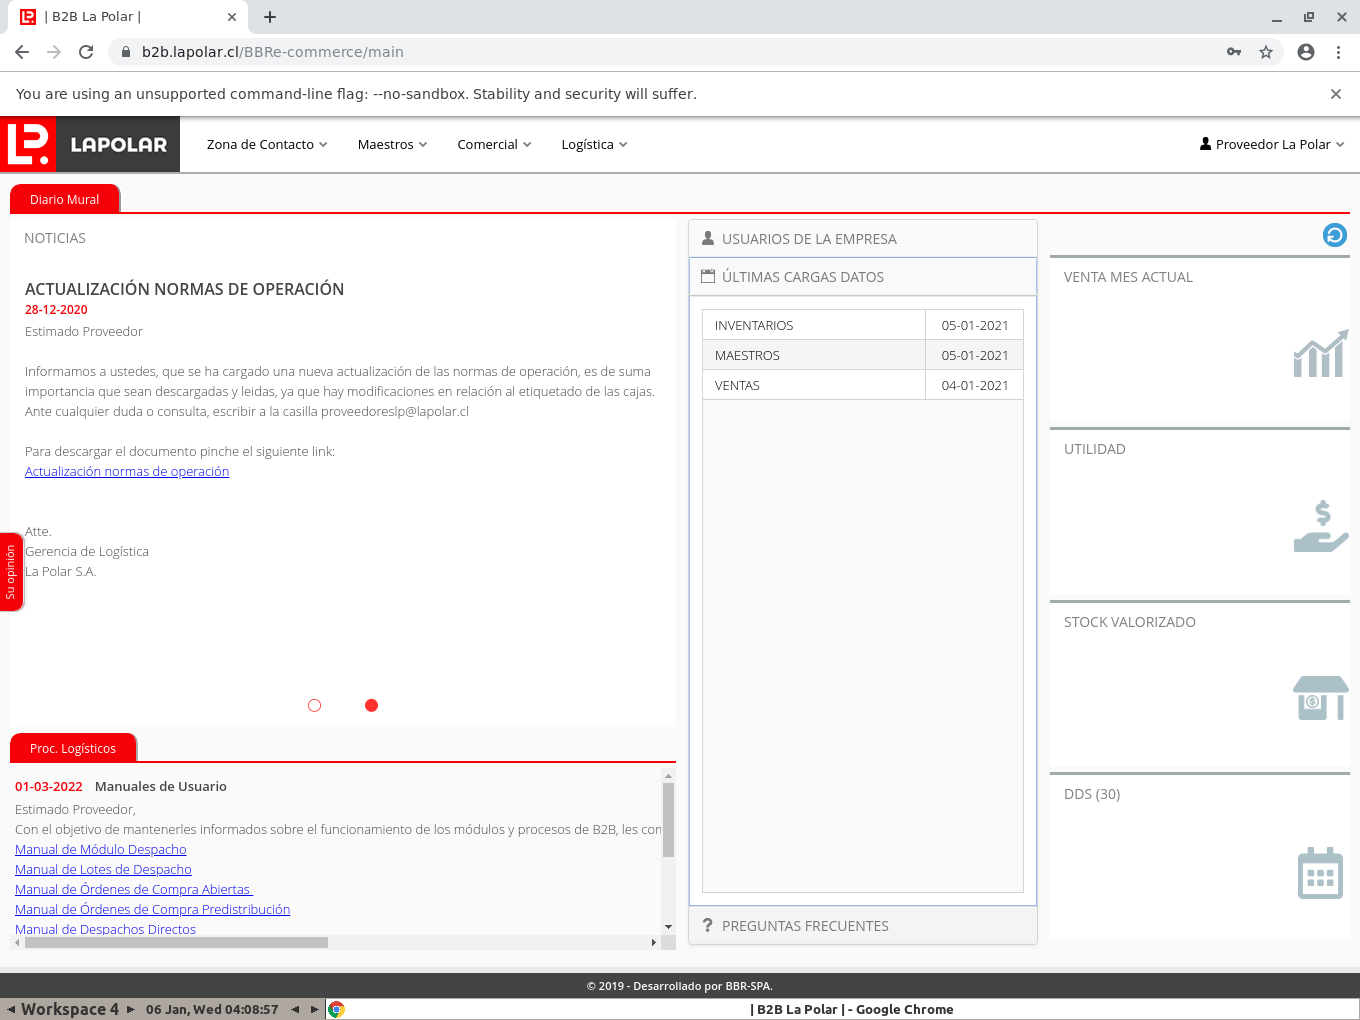 | B2B La Polar |
b2b.lapolar.cl/BBRe-commerce/main
You are using an unsupported command-line flag: --no-sandbox. Stability and security will suffer.
LAPOLAR
Zona de Contacto
Maestros
Comercial
Logística
Proveedor La Polar
Diario Mural
NOTICIAS
ACTUALIZACIÓN NORMAS DE OPERACIÓN
28-12-2020
Estimado Proveedor
Informamos a ustedes, que se ha cargado una nueva actualización de las normas de operación, es de suma
importancia que sean descargadas y leidas, ya que hay modificaciones en relación al etiquetado de las cajas.
Ante cualquier duda o consulta, escribir a la casilla proveedoreslp@lapolar.cl
Para descargar el documento pinche el siguiente link:
Actualización normas de operación
Atte.
Gerencia de Logística
La Polar S.A.
Su opinión
Proc. Logísticos
01-03-2022 Manuales de Usuario
Estimado Proveedor,
Con el objetivo de mantenerles informados sobre el funcionamiento de los módulos y procesos de B2B, les con
Manual de Módulo Despacho
Manual de Lotes de Despacho
Manual de Órdenes de Compra Abiertas
Manual de Órdenes de Compra Predistribución
Manual de Despachos Directos
USUARIOS DE LA EMPRESA
ÚLTIMAS CARGAS DATOS
INVENTARIOS 05-01-2021
MAESTROS 05-01-2021
VENTAS 04-01-2021
PREGUNTAS FRECUENTES
VENTA MES ACTUAL
UTILIDAD
STOCK VALORIZADO
DDS (30)
© 2019 - Desarrollado por BBR-SPA.
Workspace 4
06 Jan, Wed 04:08:57
| B2B La Polar | - Google Chrome